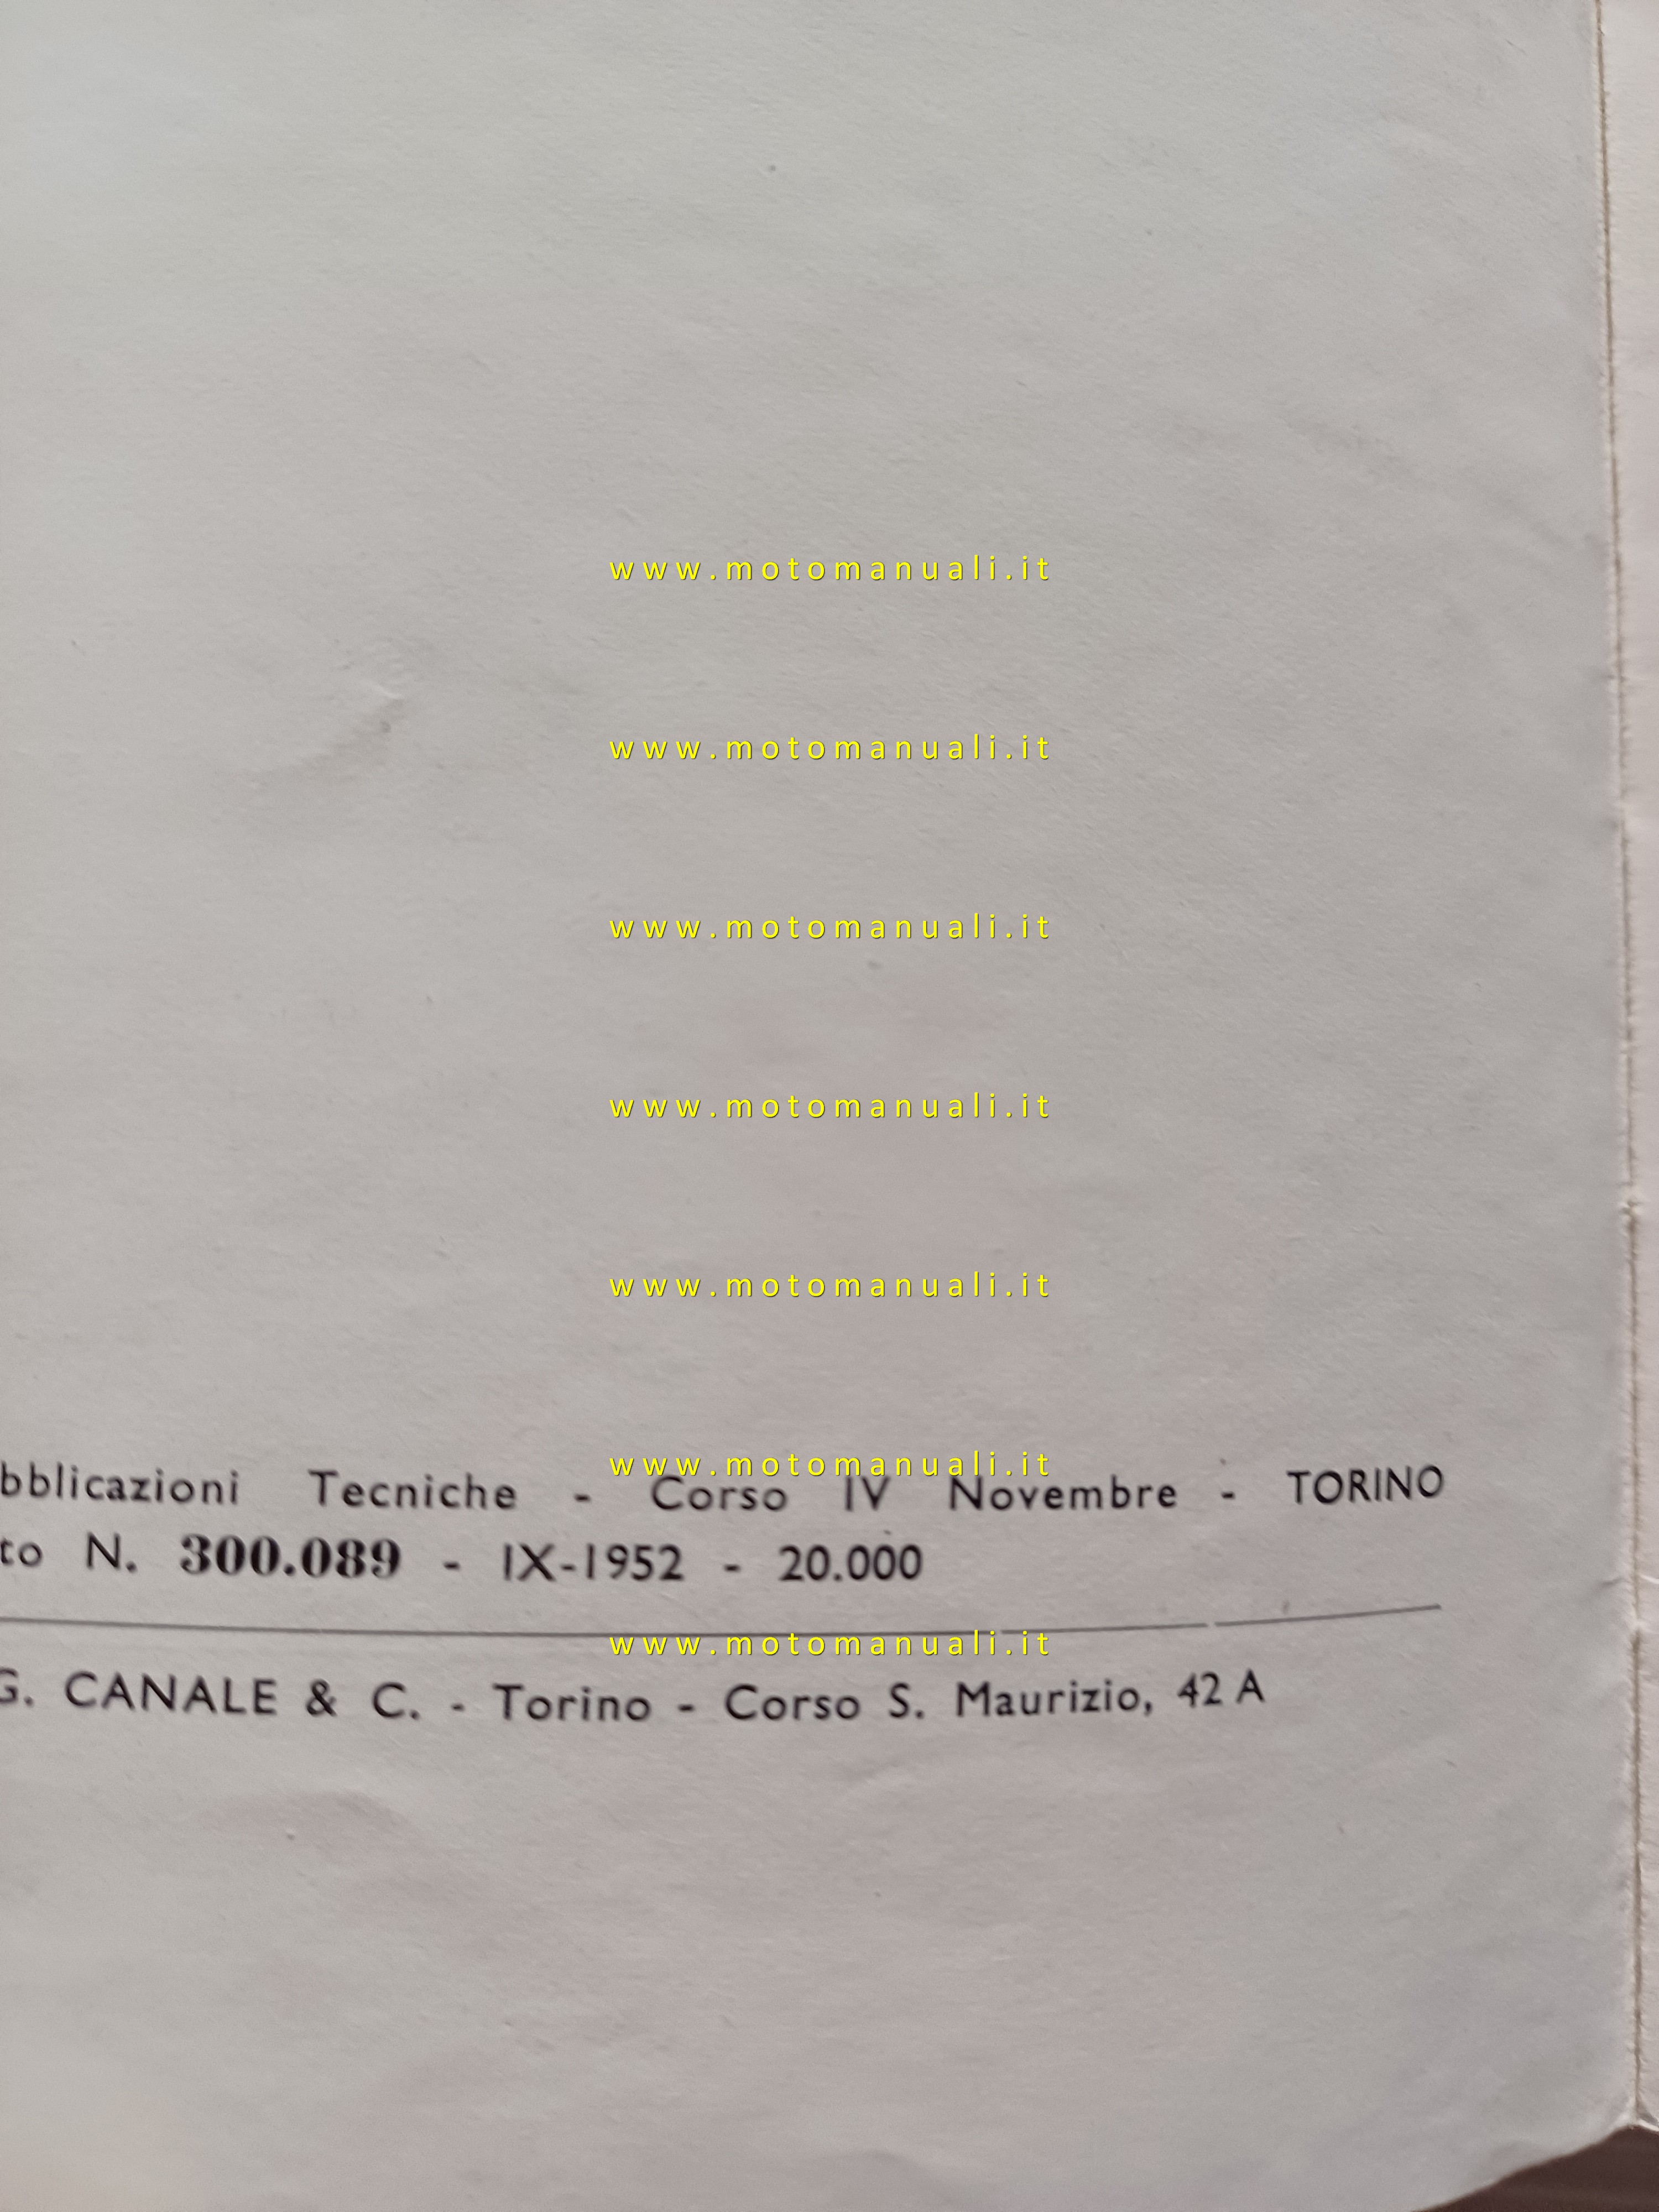 www.motomanuali.it
www.motomanuali.it
www.motomanuali.it
www.motomanuali.it
www.motomanuali.it
www.motomanuali.it
bblicazioni Tecniche - Corso IV Novembre - TORINO
to N. 300.089 - IX-1952 - 20.000
www.motomanuali.it
G. CANALE & C. - Torino - Corso S. Maurizio, 42 A